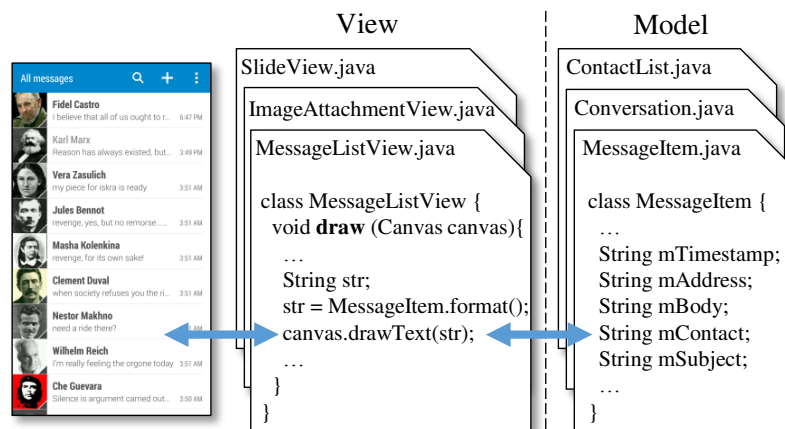 View
Model
All messages
Fidel Castro
I believe that all of us ought to r... 6:47 PM
Karl Marx
Reason has always existed, but... 3:49 PM
Vera Zasulich
my piece for iskra is ready 3:51 AM
Jules Bennot
revenge, yes, but no remorse..... 3:51 AM
Masha Kolenkina
revenge, for its own sake! 3:51 AM
Clement Duval
when society refuses you the ri... 3:51 AM
Nestor Makhno
need a ride there? AM
Wilhelm Reich
I'm really feeling the orgone today 3:51 AM
Che Guevara
Silence is argument carried out... 3:50 AM
SlideView.java
ImageAttachmentView.java
MessageListView.java
class MessageListView {
void draw (Canvas canvas){
…
String str;
str = MessageItem.format();
canvas.drawText(str);
…
}
}
ContactList.java
Conversation.java
MessageItem.java
class MessageItem {
…
String mTimestamp;
String mAddress;
String mBody;
String mContact;
String mSubject;
…
}